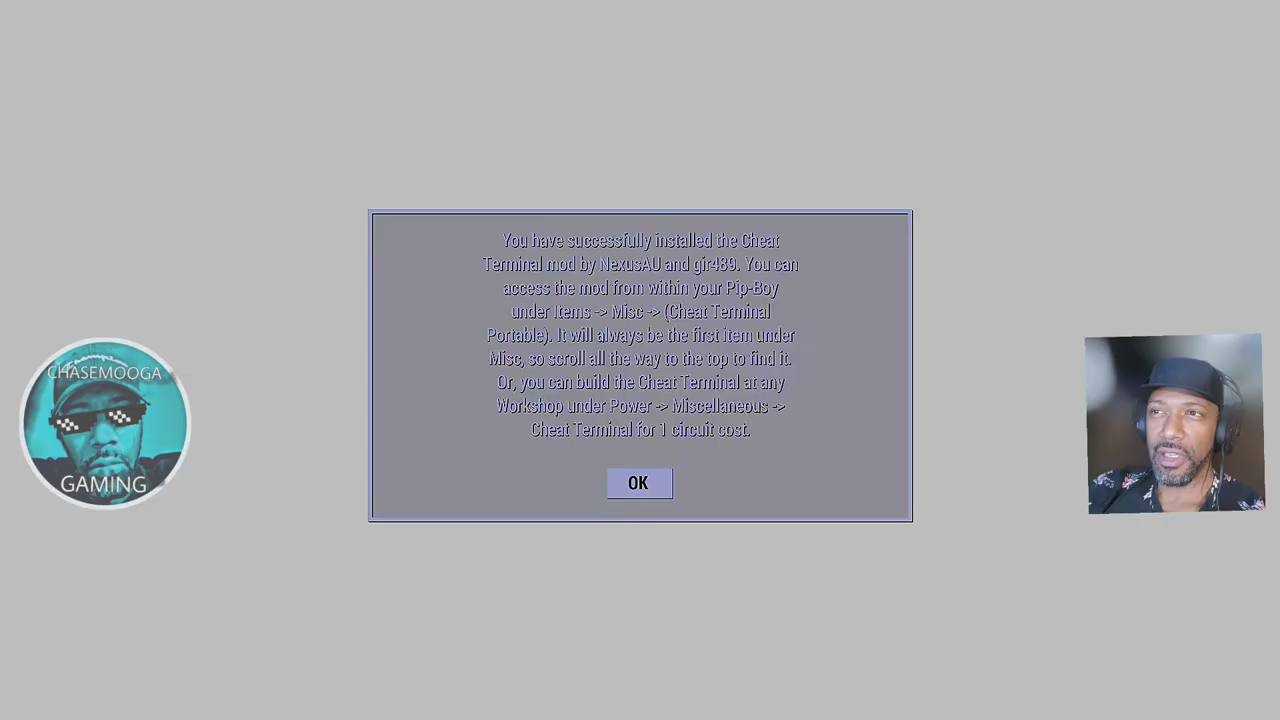 You have successfully installed the Cheat
Terminal mod by NexusAU and gir489. You can
access the mod from within your Pip-Boy
under Items -> Misc -> (Cheat Terminal
Portable). It will always be the first item under
Misc, so scroll all the way to the top to find it.
Or, you can build the Cheat Terminal at any
Workshop under Power -> Miscellaneous ->
Cheat Terminal for 1 circuit cost.
OK
CHASEMOOGA
GAMING